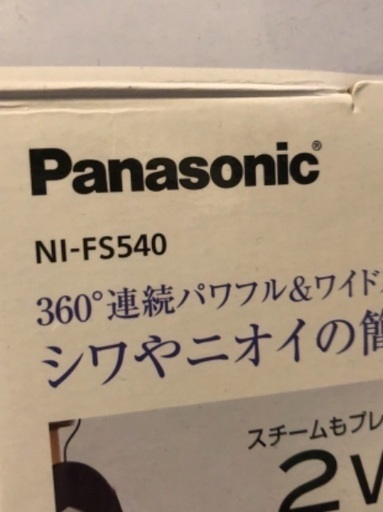 Panasonic®
NI-FS540
360°連続パワフル&ワイド
シワやニオイの簡
スチームもプレ
2W